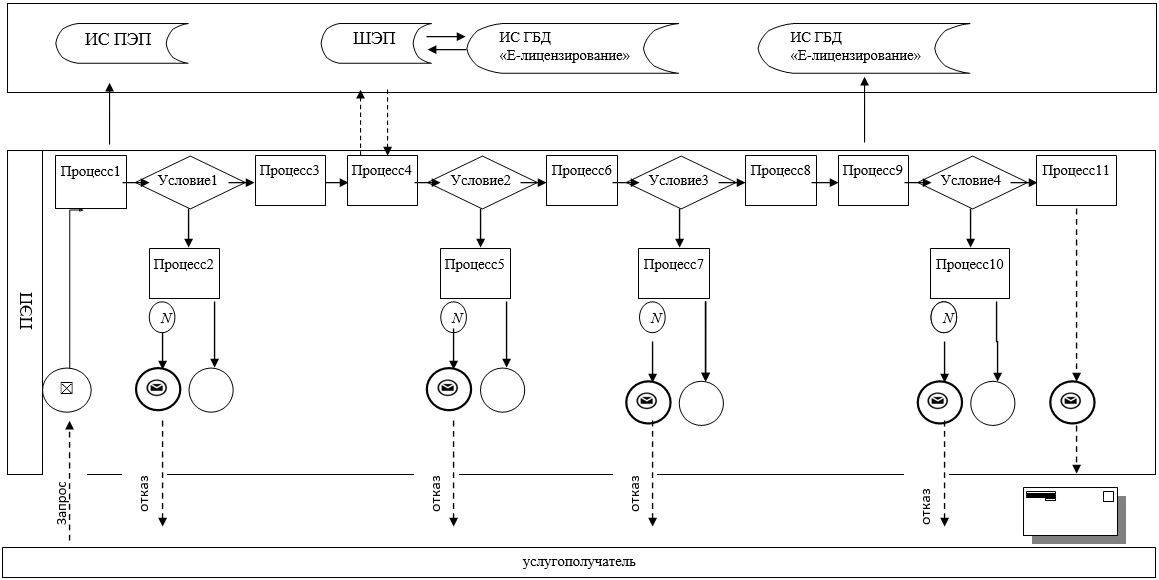 ИС ПЭП
ШЭП
ИС ГБД
«Е-лицензирование»
ИС ГБД
«Е-лицензирование»
ПЭП
Процесс1
Условие1
Процесс3
Процесс4
Условие2
Процесс6
Условие3
Процесс8
Процесс9
Условие4
Процесс11
Процесс2
Процесс5
Процесс7
Процесс10
N
N
N
N
Запрос
отказ
отказ
отказ
отказ
услугополучатель